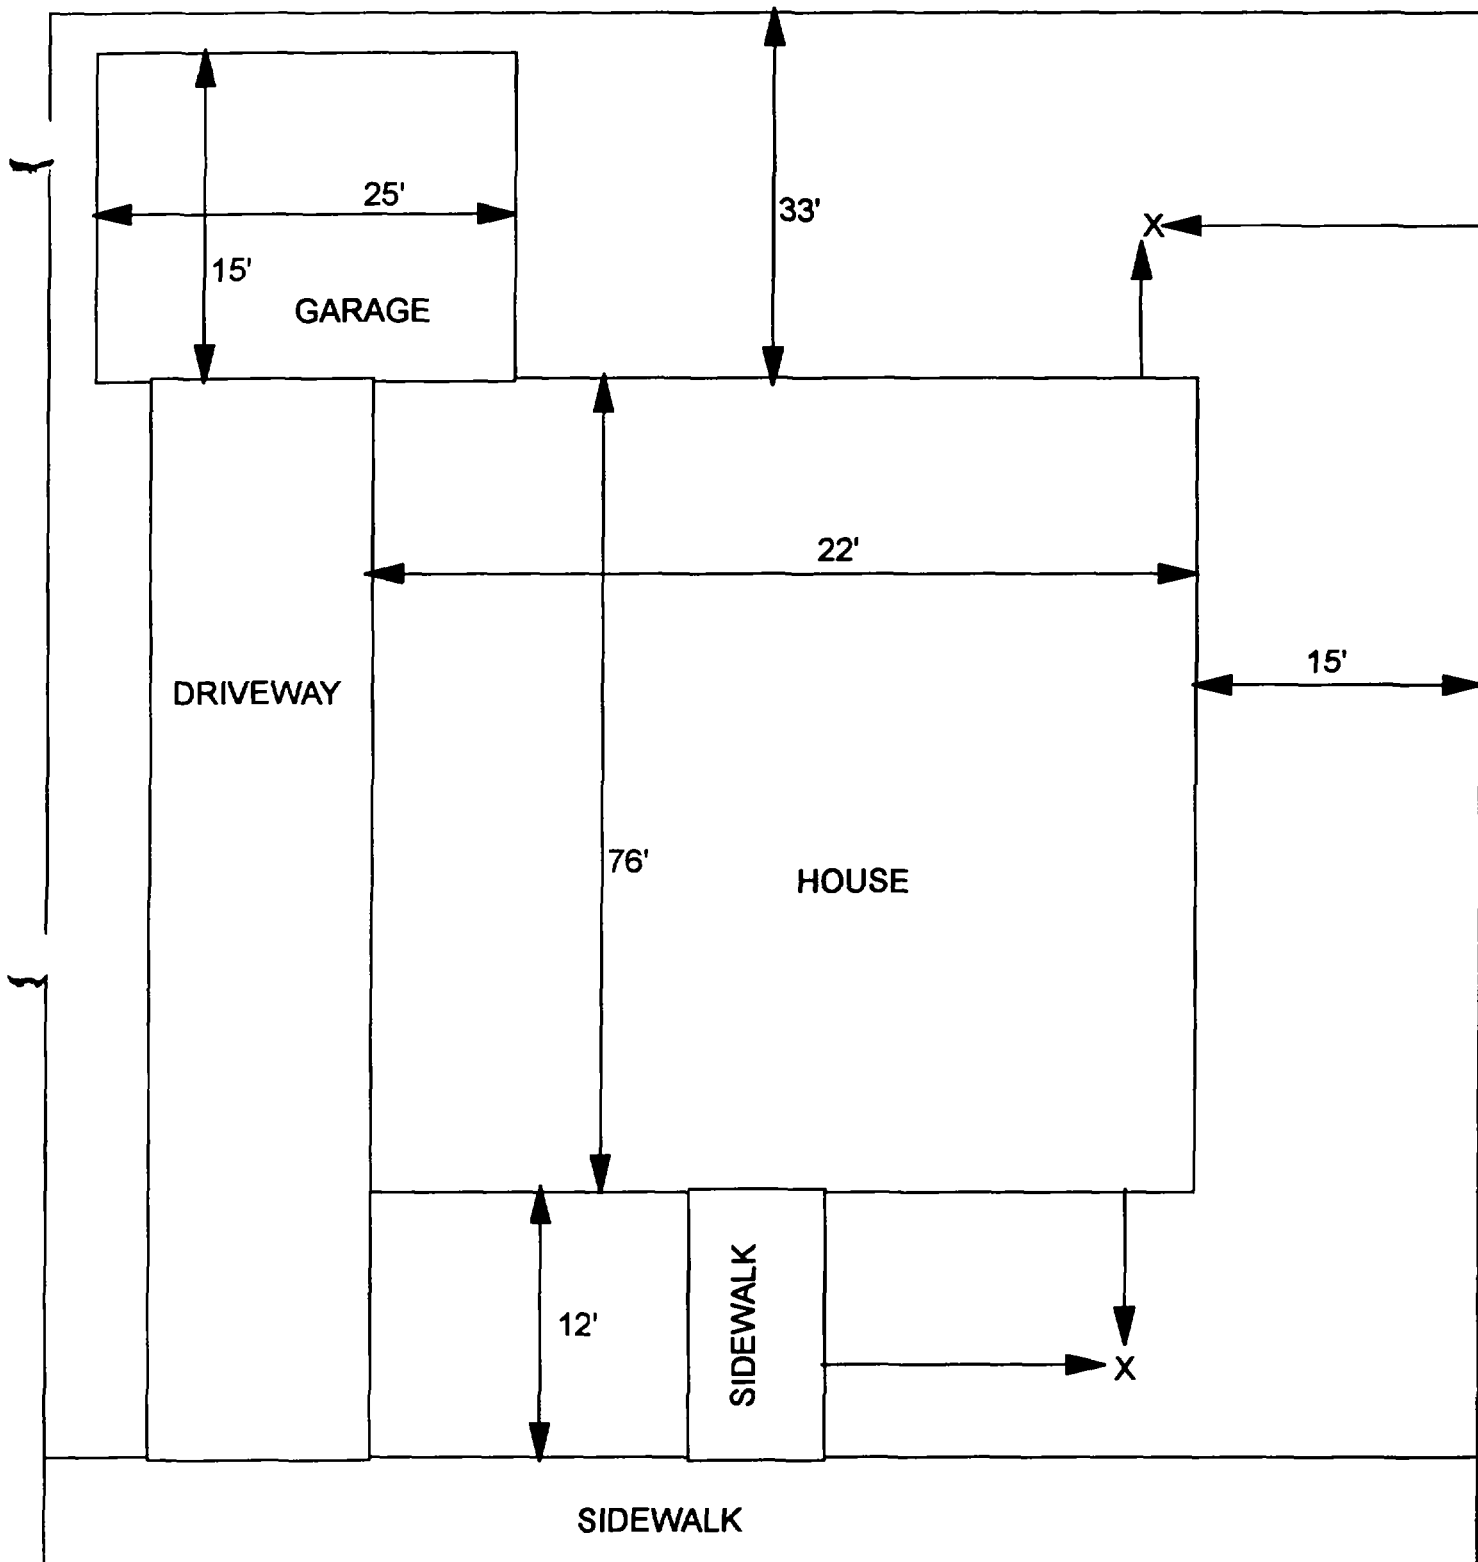 33'
25'
X
15'
GARAGE
22'
15'
DRIVEWAY
76'
HOUSE
12'
SIDEWALK
X
SIDEWALK